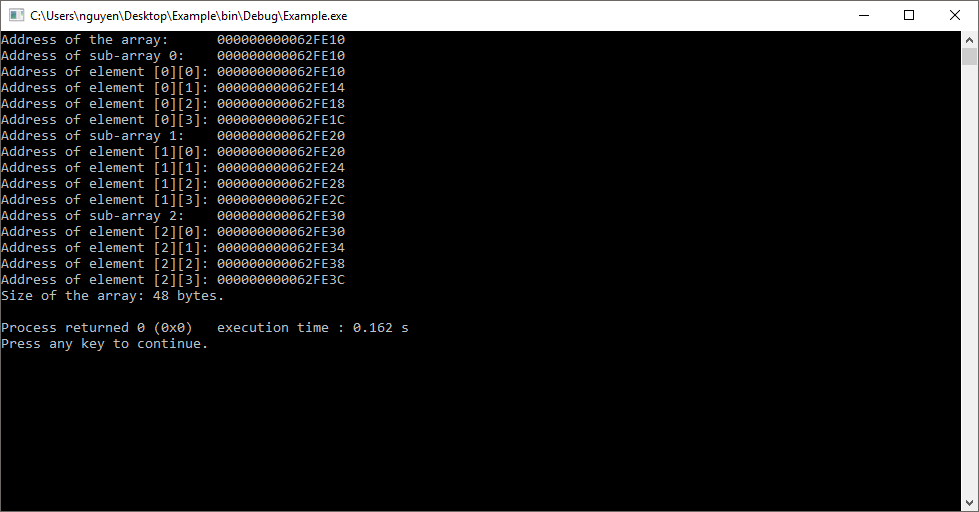 C:\Users\nguyen\Desktop\Example\bin\Debug\Example.exe
Address of the array:      000000000062FE10
Address of sub-array 0:    000000000062FE10
Address of element [0][0]: 000000000062FE10
Address of element [0][1]: 000000000062FE14
Address of element [0][2]: 000000000062FE18
Address of element [0][3]: 000000000062FE1C
Address of sub-array 1:    000000000062FE20
Address of element [1][0]: 000000000062FE20
Address of element [1][1]: 000000000062FE24
Address of element [1][2]: 000000000062FE28
Address of element [1][3]: 000000000062FE2C
Address of sub-array 2:    000000000062FE30
Address of element [2][0]: 000000000062FE30
Address of element [2][1]: 000000000062FE34
Address of element [2][2]: 000000000062FE38
Address of element [2][3]: 000000000062FE3C
Size of the array: 48 bytes.
Process returned 0 (0x0)   execution time : 0.162 s
Press any key to continue.